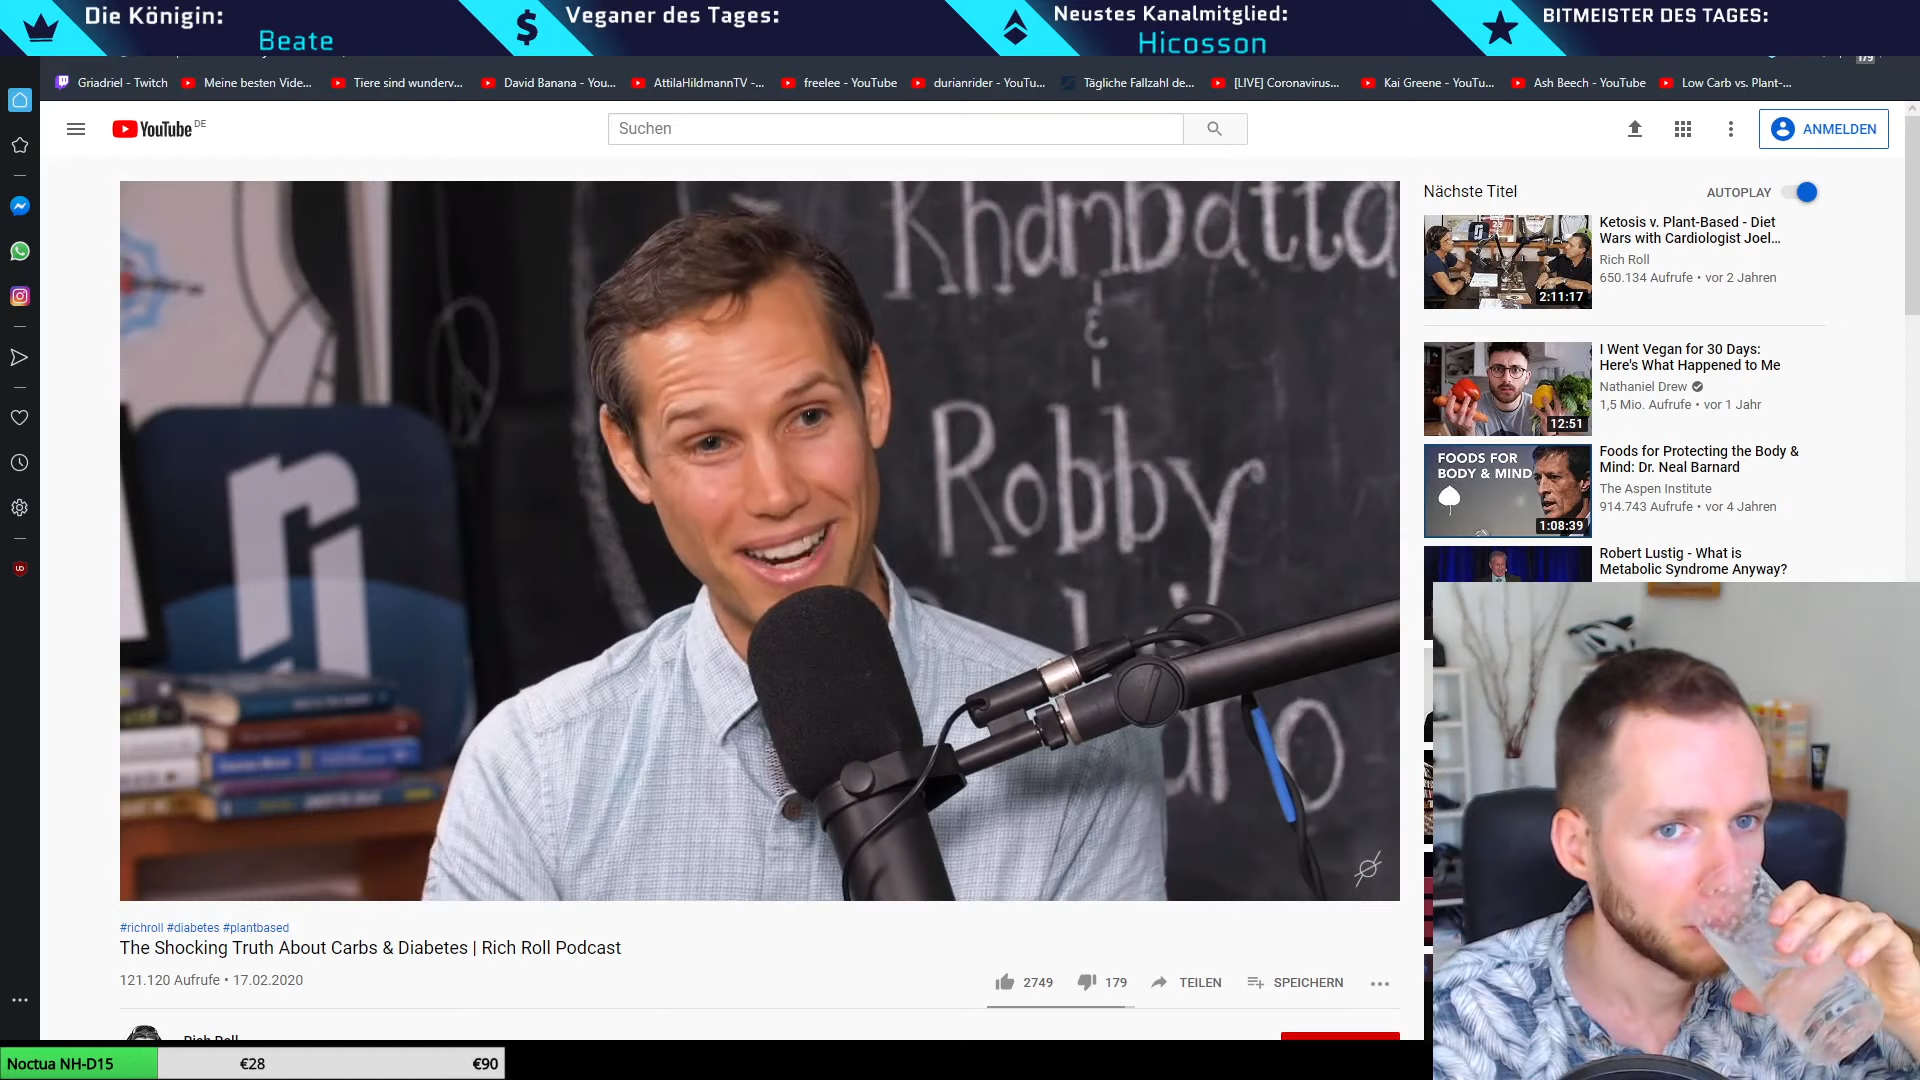 Die Königin:
Beate
Veganer des Tages:
Neustes Kanalmitglied:
Hicosson
BITMEISTER DES TAGES:
Griadriel - Twitch
Meine besten Vide...
Tiere sind wunderv...
David Banana - You...
AttilaHildmannTV -...
freelee - YouTube
durianrider - YouTu...
Tägliche Fallzahl de...
[LIVE] Coronavirus...
Kai Greene - YouTu...
Ash Beech - YouTube
Low Carb vs. Plant-...
YouTube DE
Suchen
ANMELDEN
Khambatta
&
Robby
Nächste Titel
AUTOPLAY
Ketosis v. Plant-Based - Diet
Wars with Cardiologist Joel...
Rich Roll
650.134 Aufrufe • vor 2 Jahren
2:11:17
I Went Vegan for 30 Days:
Here's What Happened to Me
Nathaniel Drew
1,5 Mio. Aufrufe • vor 1 Jahr
12:51
FOODS FOR
BODY & MIND
1:08:39
Foods for Protecting the Body &
Mind: Dr. Neal Barnard
The Aspen Institute
914.743 Aufrufe • vor 4 Jahren
Robert Lustig - What is
Metabolic Syndrome Anyway?
#richroll #diabetes #plantbased
The Shocking Truth About Carbs & Diabetes | Rich Roll Podcast
121.120 Aufrufe • 17.02.2020
2749
179
TEILEN
SPEICHERN
Rich Roll
Noctua NH-D15
€28
€90